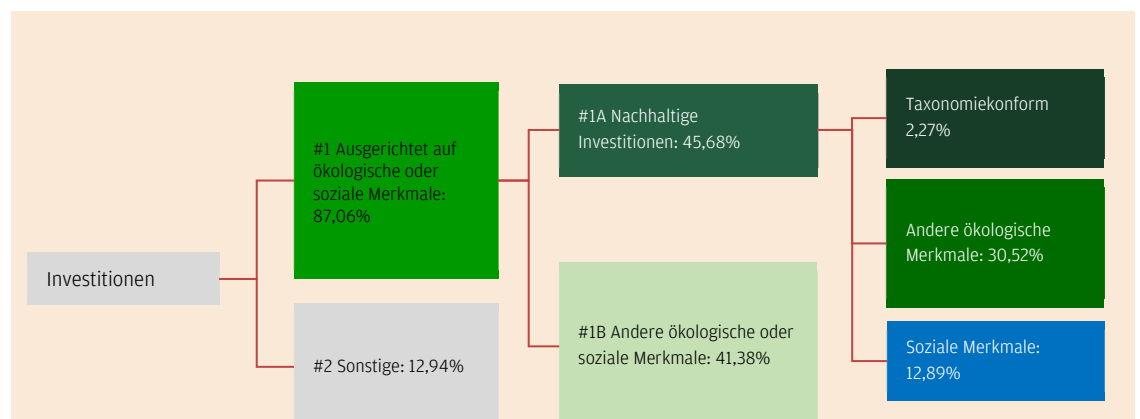 Investitionen
#1 Ausgerichtet auf
ökologische oder
soziale Merkmale:
87,06%
#2 Sonstige: 12,94%
#1A Nachhaltige
Investitionen: 45,68%
#1B Andere ökologische oder
soziale Merkmale: 41,38%
Taxonomiekonform
2,27%
Andere ökologische
Merkmale: 30,52%
Soziale Merkmale:
12,89%